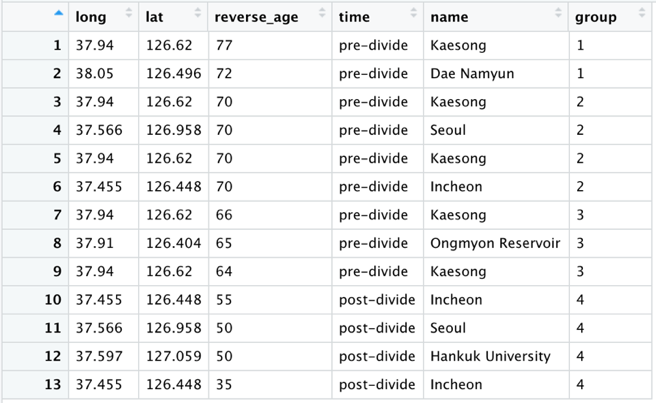 long lat reverse_age time name group
1 37.94 126.62 77 pre-divide Kaesong 1
2 38.05 126.496 72 pre-divide Dae Namyun 1
3 37.94 126.62 70 pre-divide Kaesong 2
4 37.566 126.958 70 pre-divide Seoul 2
5 37.94 126.62 70 pre-divide Kaesong 2
6 37.455 126.448 70 pre-divide Incheon 2
7 37.94 126.62 66 pre-divide Kaesong 3
8 37.91 126.404 65 pre-divide Ongmyon Reservoir 3
9 37.94 126.62 64 pre-divide Kaesong 3
10 37.455 126.448 55 post-divide Incheon 4
11 37.566 126.958 50 post-divide Seoul 4
12 37.597 127.059 50 post-divide Hankuk University 4
13 37.455 126.448 35 post-divide Incheon 4